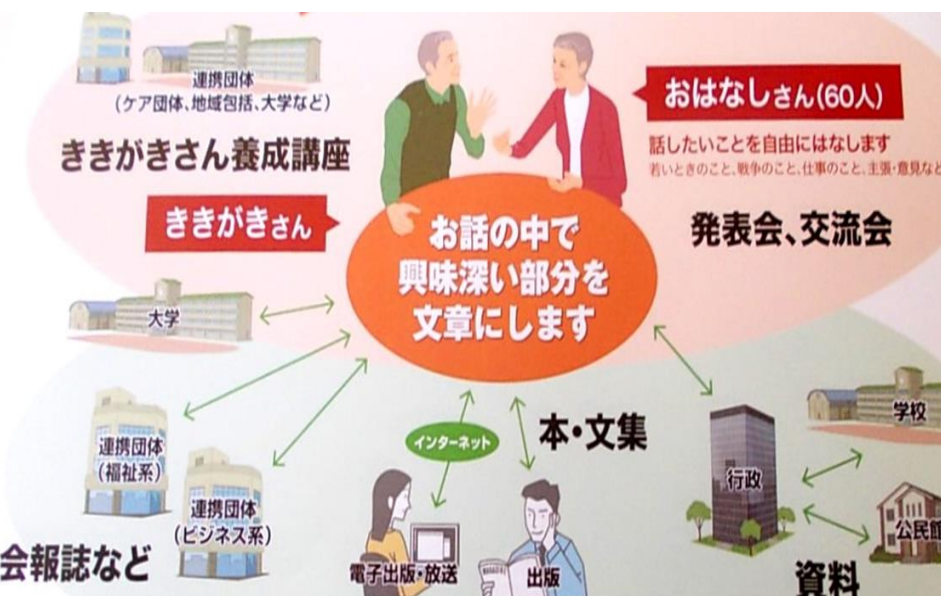 連携団体
(ケア団体、地域包括、大学など)
ききがきさん養成講座
おはなしさん(60人)
話したいことを自由にはなします
若いときのこと、戦争のこと、仕事のこと、主張・意見など
ききがきさん
発表会、交流会
お話の中で
興味深い部分を
文章にします
大学
連携団体
(福祉系)
連携団体
(ビジネス系)
会報誌など
インターネット
本・文集
電子出版・放送
出版
行政
学校
公民館
資料